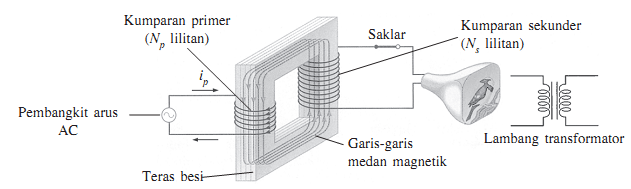 Kumparan primer
(Np lilitan)
ip
Pembangkit arus
AC
Teras besi
Saklar
Kumparan sekunder
(Ns lilitan)
Garis-garis
medan magnetik
Lambang transformator